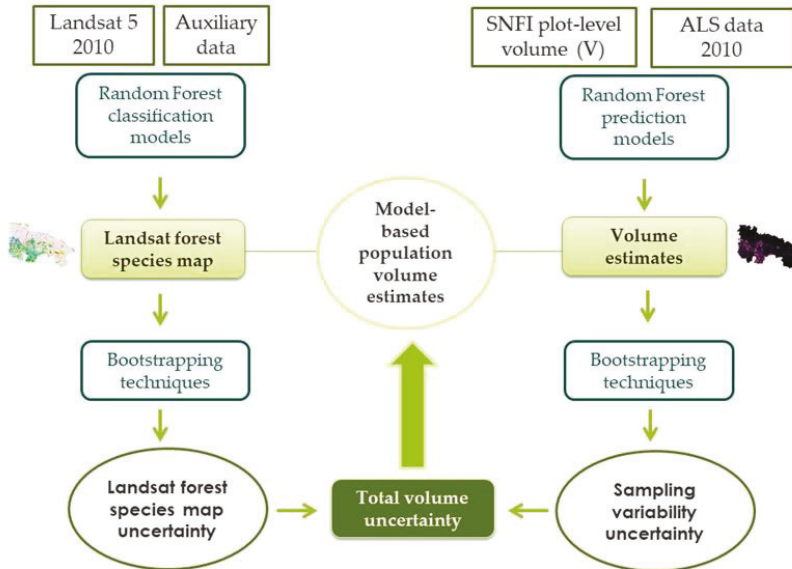 Landsat 5
2010
Auxiliary
data
SNFI plot-level
volume (V)
ALS data
2010
Random Forest
classification
models
Random Forest
prediction
models
Landsat forest
species map
Model-
based
population
volume
estimates
Volume
estimates
Bootstrapping
techniques
Bootstrapping
techniques
Landsat forest
species map
uncertainty
Total volume
uncertainty
Sampling
variability
uncertainty